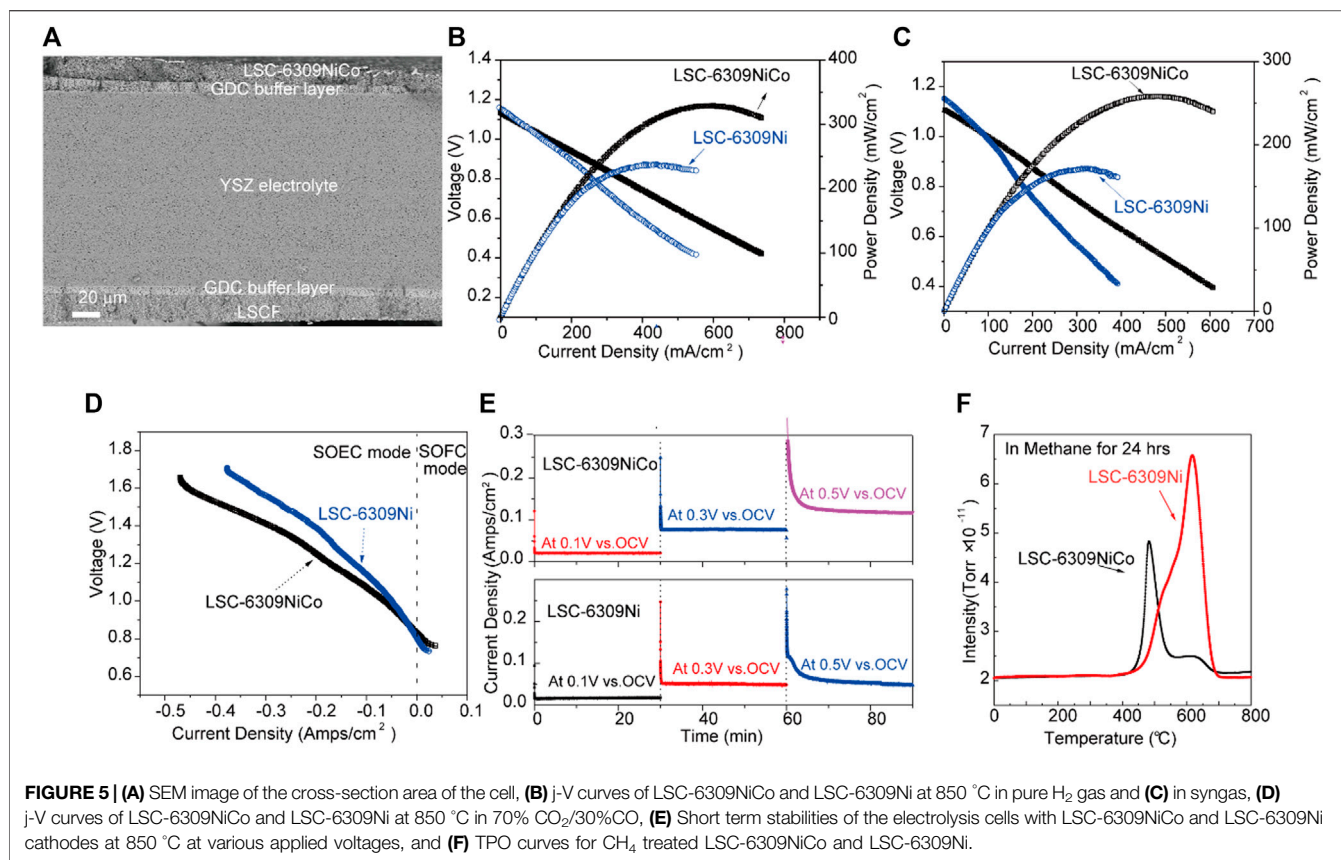 A
LSC-6309NiCo
GDC buffer layer
YSZ electrolyte
GDC buffer layer
20 μm
LSCF
B
1.4
1.2
1.0
0.8
0.6
0.4
0.2
Voltage (V)
LSC-6309NiCo
LSC-6309Ni
400
300
200
100
0
Power Density (mW/cm²)
0 200 400 600 800
Current Density (mA/cm²)
C
1.2
1.0
0.8
0.6
0.4
Voltage (V)
LSC-6309NiCo
LSC-6309Ni
300
200
100
0
Power Density (mW/cm²)
0 100 200 300 400 500 600 700
Current Density (mA/cm²)
D
1.8
1.6
1.4
1.2
1.0
0.8
0.6
Voltage (V)
SOEC mode
SOFC
mode
LSC-6309Ni
LSC-6309NiCo
-0.5 -0.4 -0.3 -0.2 -0.1 0.0 0.1
Current Density (Amps/cm²)
E
0.3
0.2
0.1
0.0
Current Density (Amps/cm²)
LSC-6309NiCo
At 0.1V vs.OCV
At 0.3V vs.OCV
At 0.5V vs.OCV
0.2
0.1
0.0
LSC-6309Ni
At 0.1V vs.OCV
At 0.3V vs.OCV
At 0.5V vs.OCV
0 30 60 80
Time (min)
F
7
6
5
4
3
2
Intensity(Torr ×10 ⁻¹¹)
In Methane for 24 hrs
LSC-6309Ni
LSC-6309NiCo
0 400 600 800
Temperature (℃)
FIGURE 5 | (A) SEM image of the cross-section area of the cell, (B) j-V curves of LSC-6309NiCo and LSC-6309Ni at 850 °C in pure H₂ gas and (C) in syngas, (D)
j-V curves of LSC-6309NiCo and LSC-6309Ni at 850 °C in 70% CO₂/30%CO, (E) Short term stabilities of the electrolysis cells with LSC-6309NiCo and LSC-6309Ni
cathodes at 850 °C at various applied voltages, and (F) TPO curves for CH₄ treated LSC-6309NiCo and LSC-6309Ni.